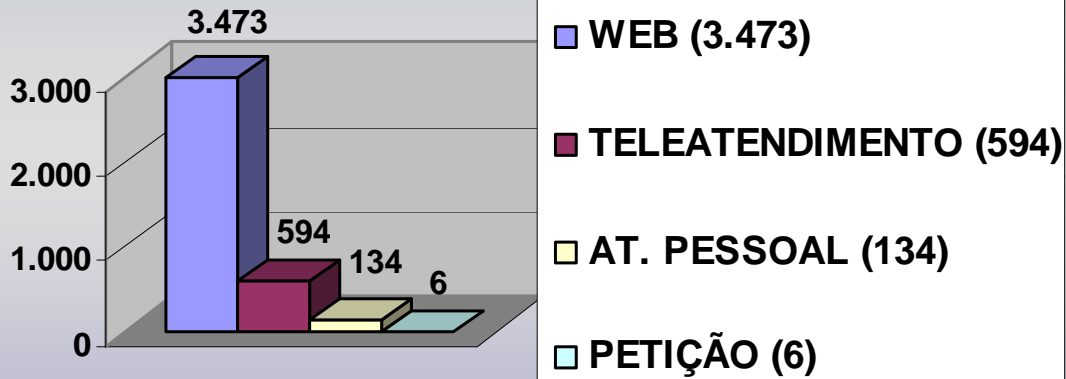 3.473
3.000
2.000
1.000
0
594
134
6
WEB (3.473)
TELEATENDIMENTO (594)
AT. PESSOAL (134)
PETIÇÃO (6)